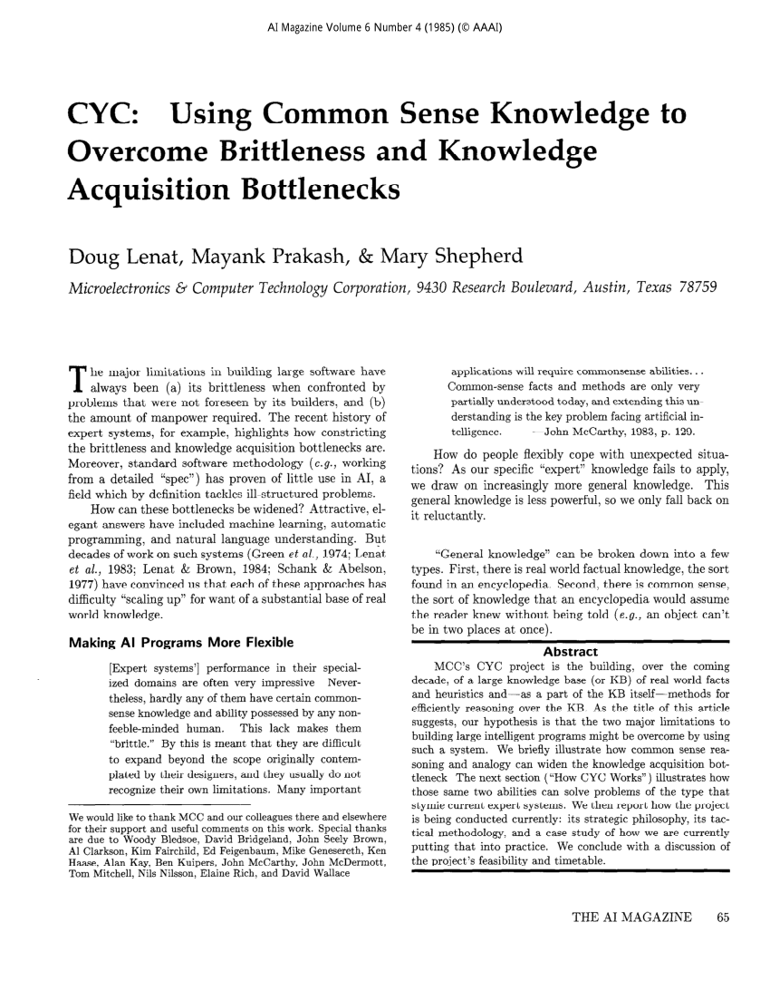 AI Magazine Volume 6 Number 4 (1985) (© AAAI)
CYC: Using Common Sense Knowledge to
Overcome Brittleness and Knowledge
Acquisition Bottlenecks
Doug Lenat, Mayank Prakash, & Mary Shepherd
Microelectronics & Computer Technology Corporation, 9430 Research Boulevard, Austin, Texas 78759
The major limitations in building large software have
always been (a) its brittleness when confronted by
problems that were not foreseen by its builders, and (b)
the amount of manpower required. The recent history of
expert systems, for example, highlights how constricting
the brittleness and knowledge acquisition bottlenecks are.
Moreover, standard software methodology (e.g., working
from a detailed “spec”) has proven of little use in AI, a
field which by definition tackles ill-structured problems.
How can these bottlenecks be widened? Attractive, el-
egant answers have included machine learning, automatic
programming, and natural language understanding. But
decades of work on such systems (Green et al., 1974; Lenat
et al., 1983; Lenat & Brown, 1984; Schank & Abelson,
1977) have convinced us that each of these approaches has
difficulty “scaling up” for want of a substantial base of real
world knowledge.
Making AI Programs More Flexible
[Expert systems'] performance in their special-
ized domains are often very impressive Never-
theless, hardly any of them have certain common-
sense knowledge and ability possessed by any non-
feeble-minded human. This lack makes them
“brittle.” By this is meant that they are difficult
to expand beyond the scope originally contem-
plated by their designers, and they usually do not
recognize their own limitations. Many important
We would like to thank MCC and our colleagues there and elsewhere
for their support and useful comments on this work. Special thanks
are due to Woody Bledsoe, David Bridgeland, John Seely Brown,
Al Clarkson, Kim Fairchild, Ed Feigenbaum, Mike Genesereth, Ken
Haase, Alan Kay, Ben Kuipers, John McCarthy, John McDermott,
Tom Mitchell, Nils Nilsson, Elaine Rich, and David Wallace
applications will require commonsense abilities. . .
Common-sense facts and methods are only very
partially understood today, and extending this un-
derstanding is the key problem facing artificial in-
telligence. —John McCarthy, 1983, p. 129.
How do people flexibly cope with unexpected situa-
tions? As our specific “expert” knowledge fails to apply,
we draw on increasingly more general knowledge. This
general knowledge is less powerful, so we only fall back on
it reluctantly.
“General knowledge” can be broken down into a few
types. First, there is real world factual knowledge, the sort
found in an encyclopedia. Second, there is common sense,
the sort of knowledge that an encyclopedia would assume
the reader knew without being told (e.g., an object can't
be in two places at once).
Abstract
MCC's CYC project is the building, over the coming
decade, of a large knowledge base (or KB) of real world facts
and heuristics and—as a part of the KB itself—methods for
efficiently reasoning over the KB. As the title of this article
suggests, our hypothesis is that the two major limitations to
building large intelligent programs might be overcome by using
such a system. We briefly illustrate how common sense rea-
soning and analogy can widen the knowledge acquisition bot-
tleneck The next section (“How CYC Works”) illustrates how
those same two abilities can solve problems of the type that
stymie current expert systems. We then report how the project
is being conducted currently: its strategic philosophy, its tac-
tical methodology, and a case study of how we are currently
putting that into practice. We conclude with a discussion of
the project's feasibility and timetable.
THE AI MAGAZINE 65